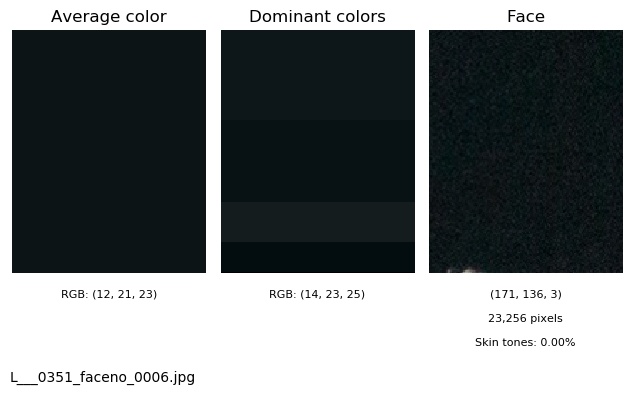 Average color
Dominant colors
Face
RGB: (12, 21, 23)
RGB: (14, 23, 25)
(171, 136, 3)
23,256 pixels
Skin tones: 0.00%
L___0351_faceno_0006.jpg